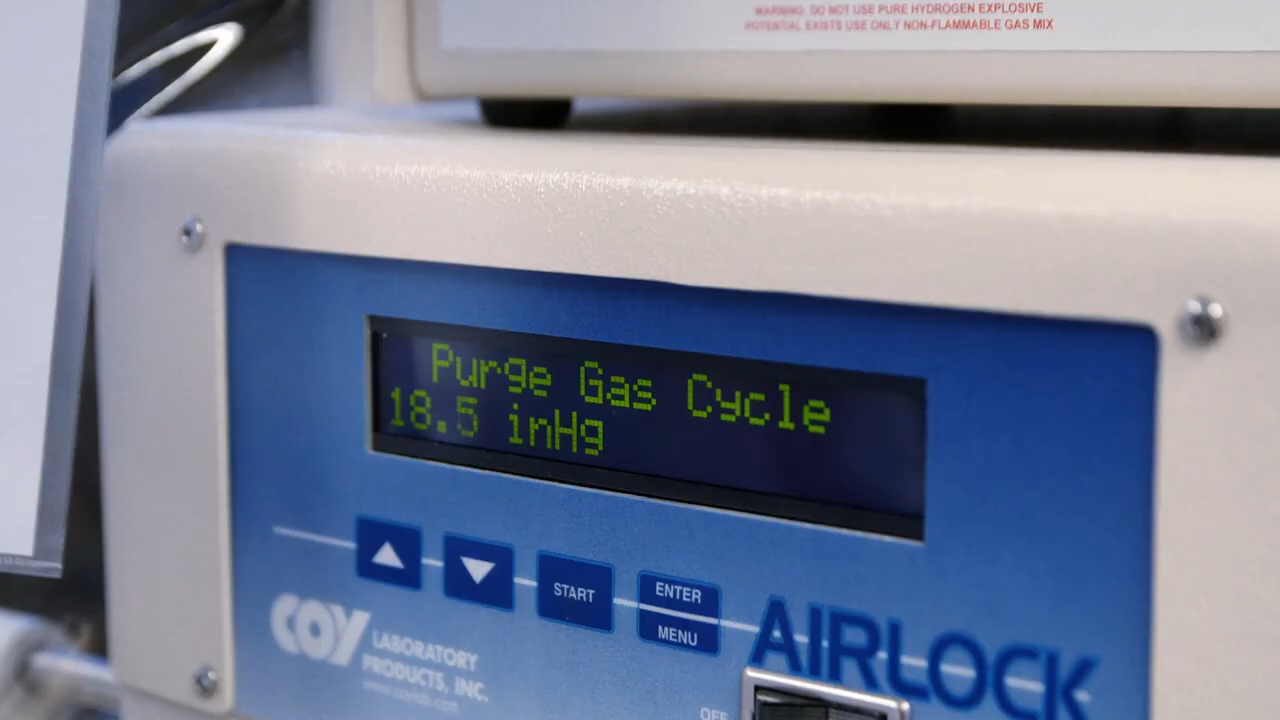 WARNING: DO NOT USE PURE HYDROGEN EXPLOSIVE
POTENTIAL EXISTS USE ONLY NON-FLAMMABLE GAS MIX
Purge Gas Cycle
18.5 inHg
START
ENTER
MENU
COY
LABORATORY
PRODUCTS, INC.
AIRLOCK
OFF